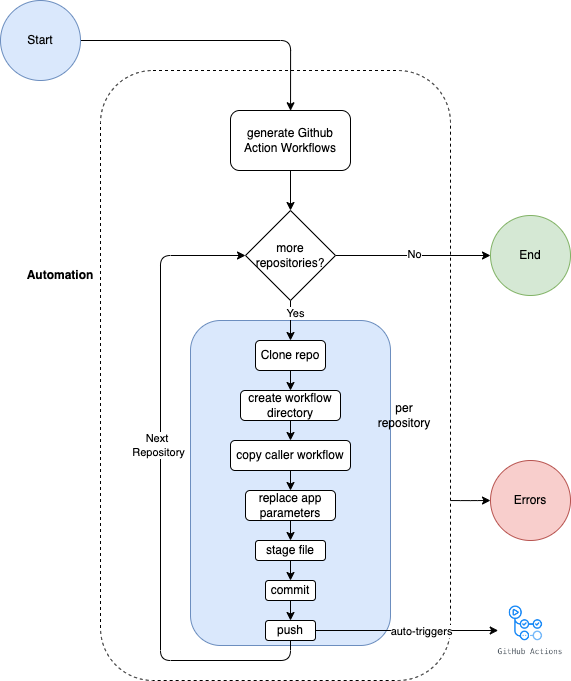 Start
generate Github
Action Workflows
more
repositories?
No
End
Automation
Yes
Clone repo
create workflow
directory
per
repository
copy caller workflow
Next
Repository
replace app
parameters
Errors
stage file
commit
push
auto-triggers
GitHub Actions